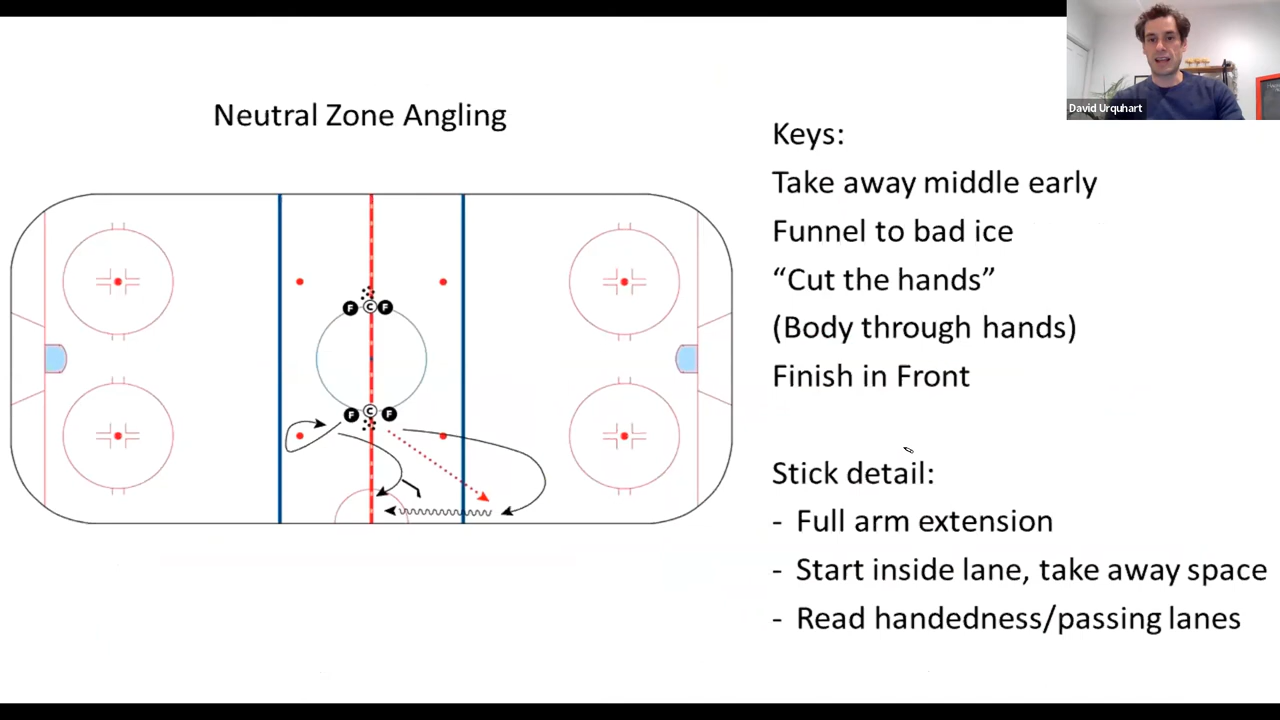 David Urquhart
Neutral Zone Angling
Keys:
Take away middle early
Funnel to bad ice
“Cut the hands”
(Body through hands)
Finish in Front
Stick detail:
- Full arm extension
- Start inside lane, take away space
- Read handedness/passing lanes
F C F
F C F